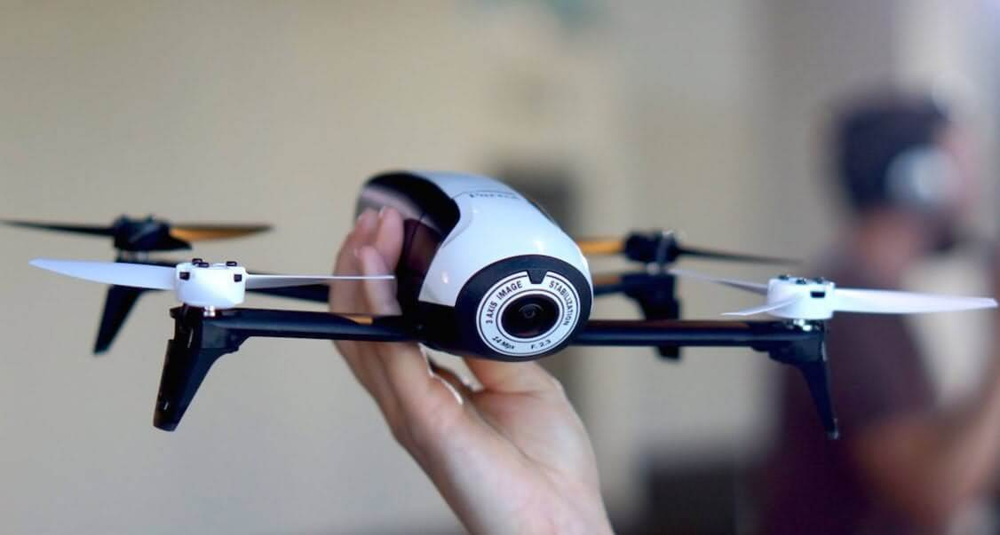 3 AXIS IMAGE STABILIZATION
14 Mpx F. 2.3